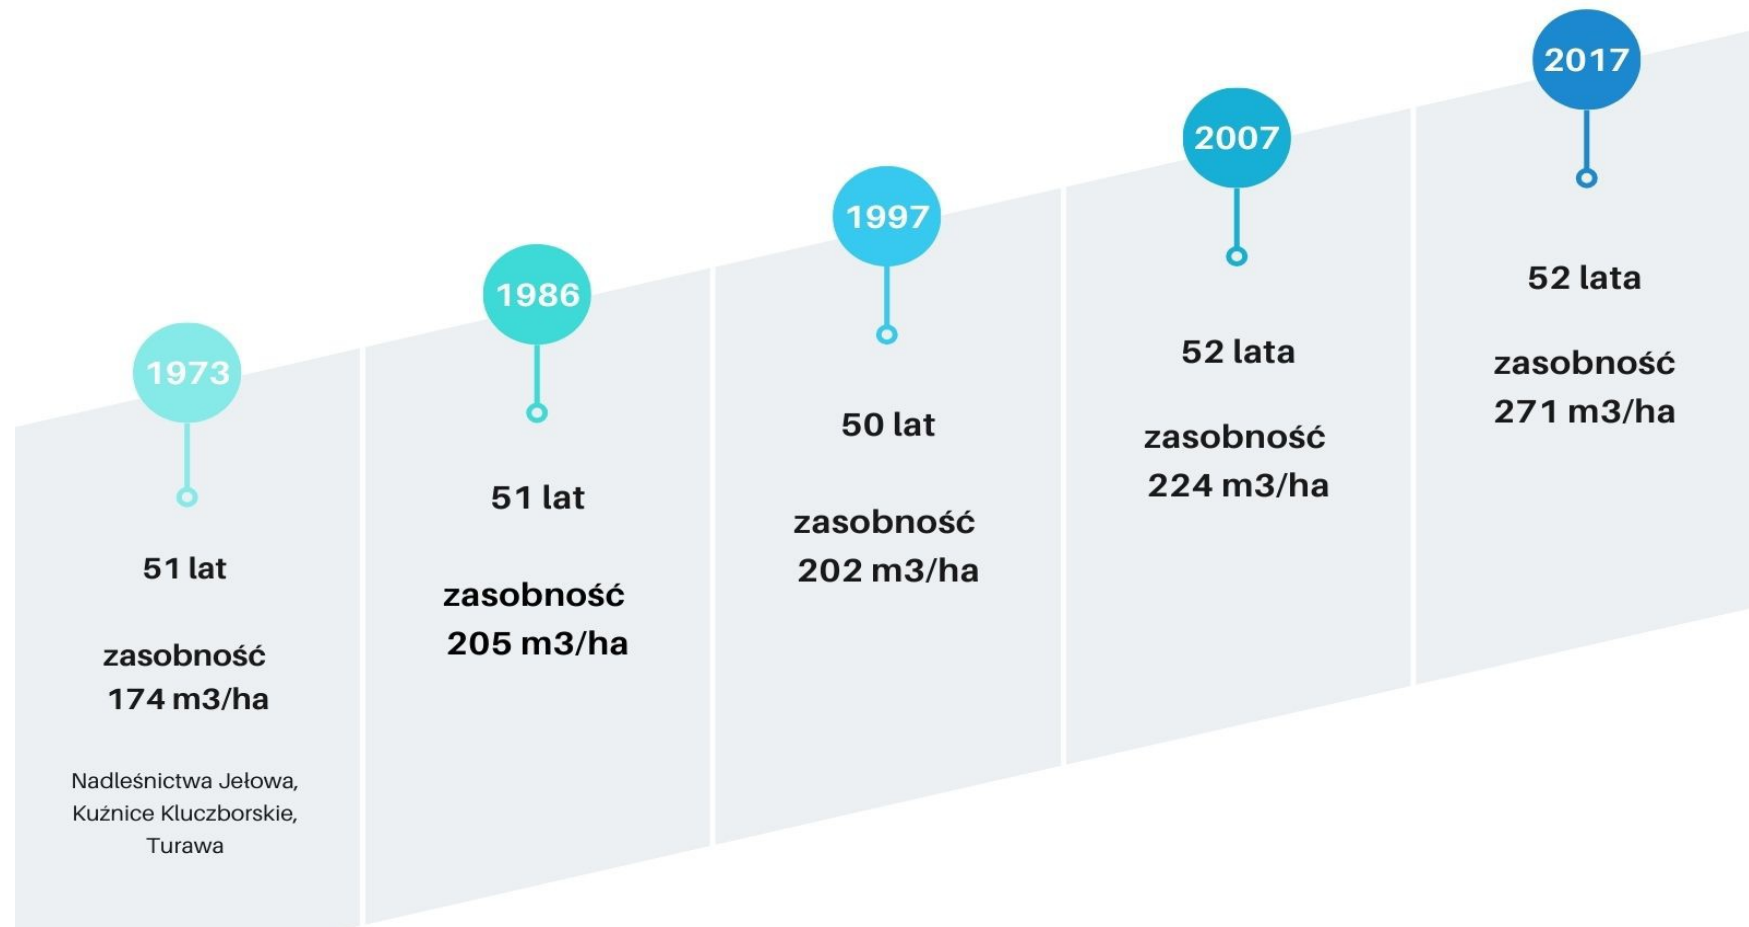 1973
51 lat
zasobność
174 m3/ha
Nadleśnictwa Jełowa,
Kuźnice Kluczborskie,
Turawa
1986
51 lat
zasobność
205 m3/ha
1997
50 lat
zasobność
202 m3/ha
2007
52 lata
zasobność
224 m3/ha
2017
52 lata
zasobność
271 m3/ha